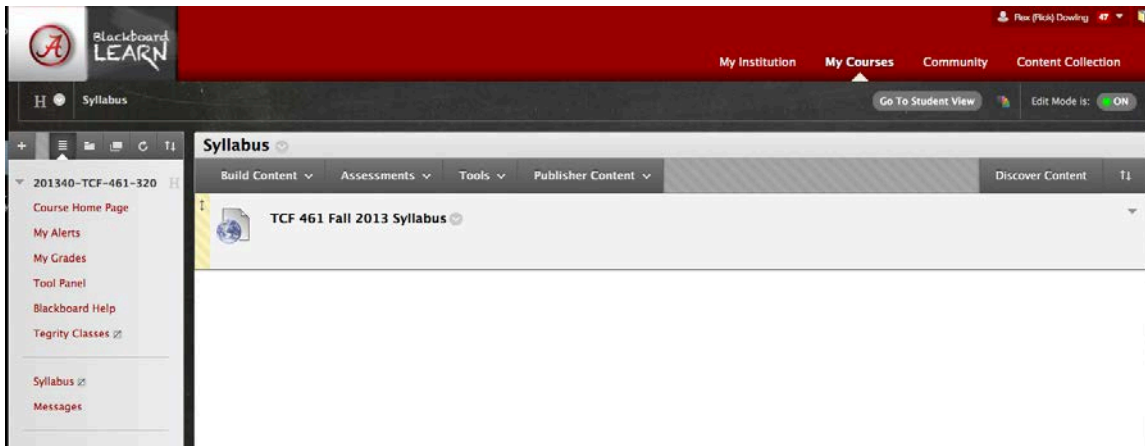 Rex (Rick) Dowling 47
Blackboard
LEARN
My Institution My Courses Community Content Collection
H Syllabus Go To Student View Edit Mode is: ON
Syllabus
Build Content Assessments Tools Publisher Content Discover Content
201340-TCF-461-320 H
TCF 461 Fall 2013 Syllabus
Course Home Page
My Alerts
My Grades
Tool Panel
Blackboard Help
Tegrity Classes
Syllabus
Messages